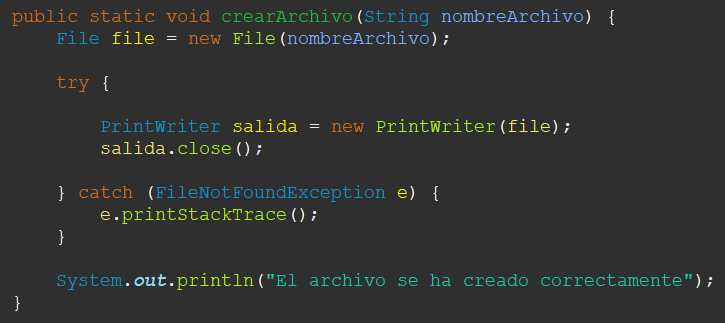 public static void crearArchivo(String nombreArchivo) {
    File file = new File(nombreArchivo);
    try {
        PrintWriter salida = new PrintWriter(file);
        salida.close();
    } catch (FileNotFoundException e) {
        e.printStackTrace();
    }
    System.out.println("El archivo se ha creado correctamente");
}